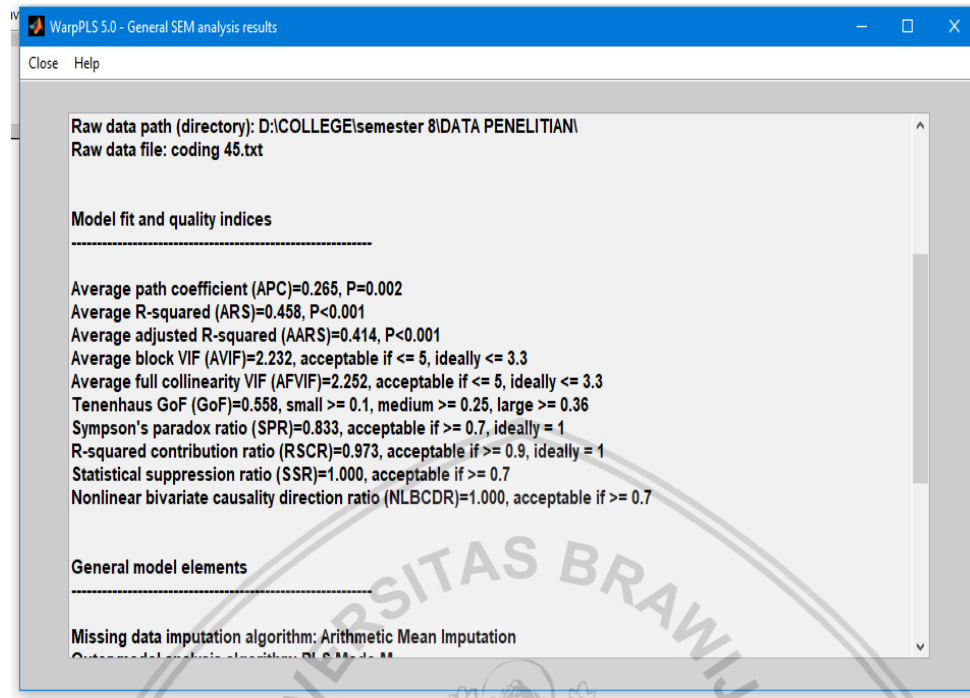 WarpPLS 5.0 - General SEM analysis results
Close Help
Raw data path (directory): D:\COLLEGE\semester 8\DATA PENELITIAN\
Raw data file: coding 45.txt
Model fit and quality indices
------------------------------------------------------------
Average path coefficient (APC)=0.265, P=0.002
Average R-squared (ARS)=0.458, P<0.001
Average adjusted R-squared (AARS)=0.414, P<0.001
Average block VIF (AVIF)=2.232, acceptable if <= 5, ideally <= 3.3
Average full collinearity VIF (AFVIF)=2.252, acceptable if <= 5, ideally <= 3.3
Tenenhaus GoF (GoF)=0.558, small >= 0.1, medium >= 0.25, large >= 0.36
Sympson's paradox ratio (SPR)=0.833, acceptable if >= 0.7, ideally = 1
R-squared contribution ratio (RSCR)=0.973, acceptable if >= 0.9, ideally = 1
Statistical suppression ratio (SSR)=1.000, acceptable if >= 0.7
Nonlinear bivariate causality direction ratio (NLBCDR)=1.000, acceptable if >= 0.7
General model elements
------------------------------------------------------------
Missing data imputation algorithm: Arithmetic Mean Imputation
Outer model analysis algorithm: PLS Mode M
ERSITAS BRAWIJ